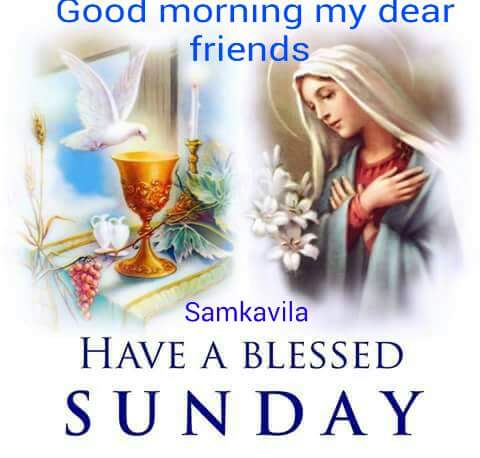 Good morning my dear
friends
Samkavila
HAVE A BLESSED
SUNDAY